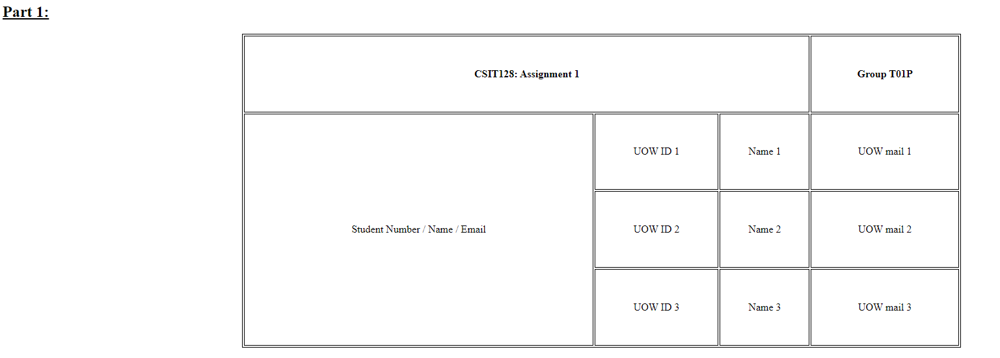 Part 1:
CSIT128: Assignment 1
Group T01P
Student Number / Name / Email
UOW ID 1
Name 1
UOW mail 1
UOW ID 2
Name 2
UOW mail 2
UOW ID 3
Name 3
UOW mail 3